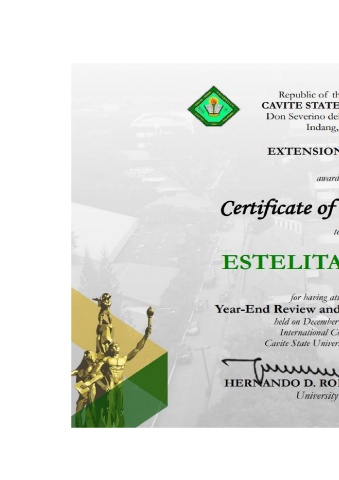 Republic of th
CAVITE STATE
Don Severino del
Indang,
EXTENSION
award
Certificate of
to
ESTELITA
for having att
Year-End Review and
held on December
International C
Cavite State Univer
HERNANDO D. RO
University